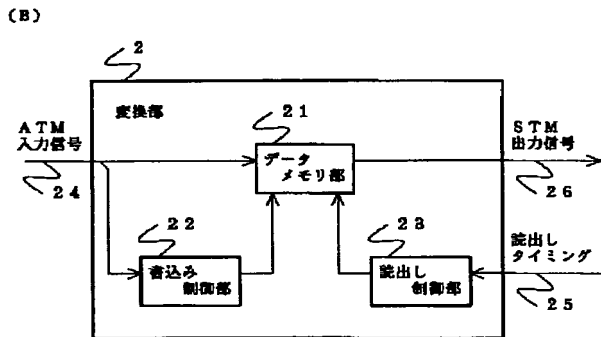 (B)
2
変換部
ATM
入力信号
24
21
データ
メモリ部
STM
出力信号
26
22
書込み
制御部
23
読出し
制御部
読出し
タイミング
25